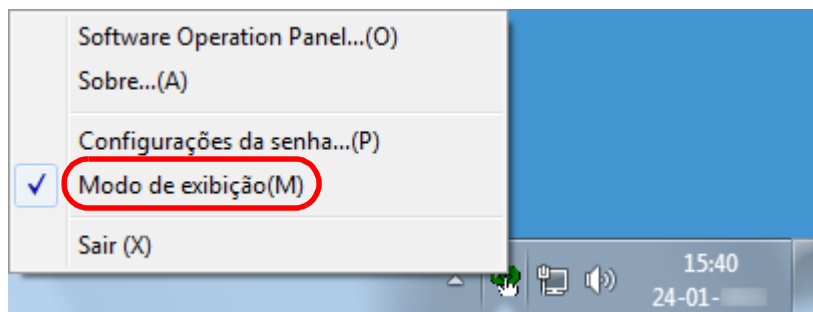 Software Operation Panel...(O)
Sobre...(A)
Configurações da senha...(P)
Modo de exibição(M)
Sair (X)
15:40
24-01-